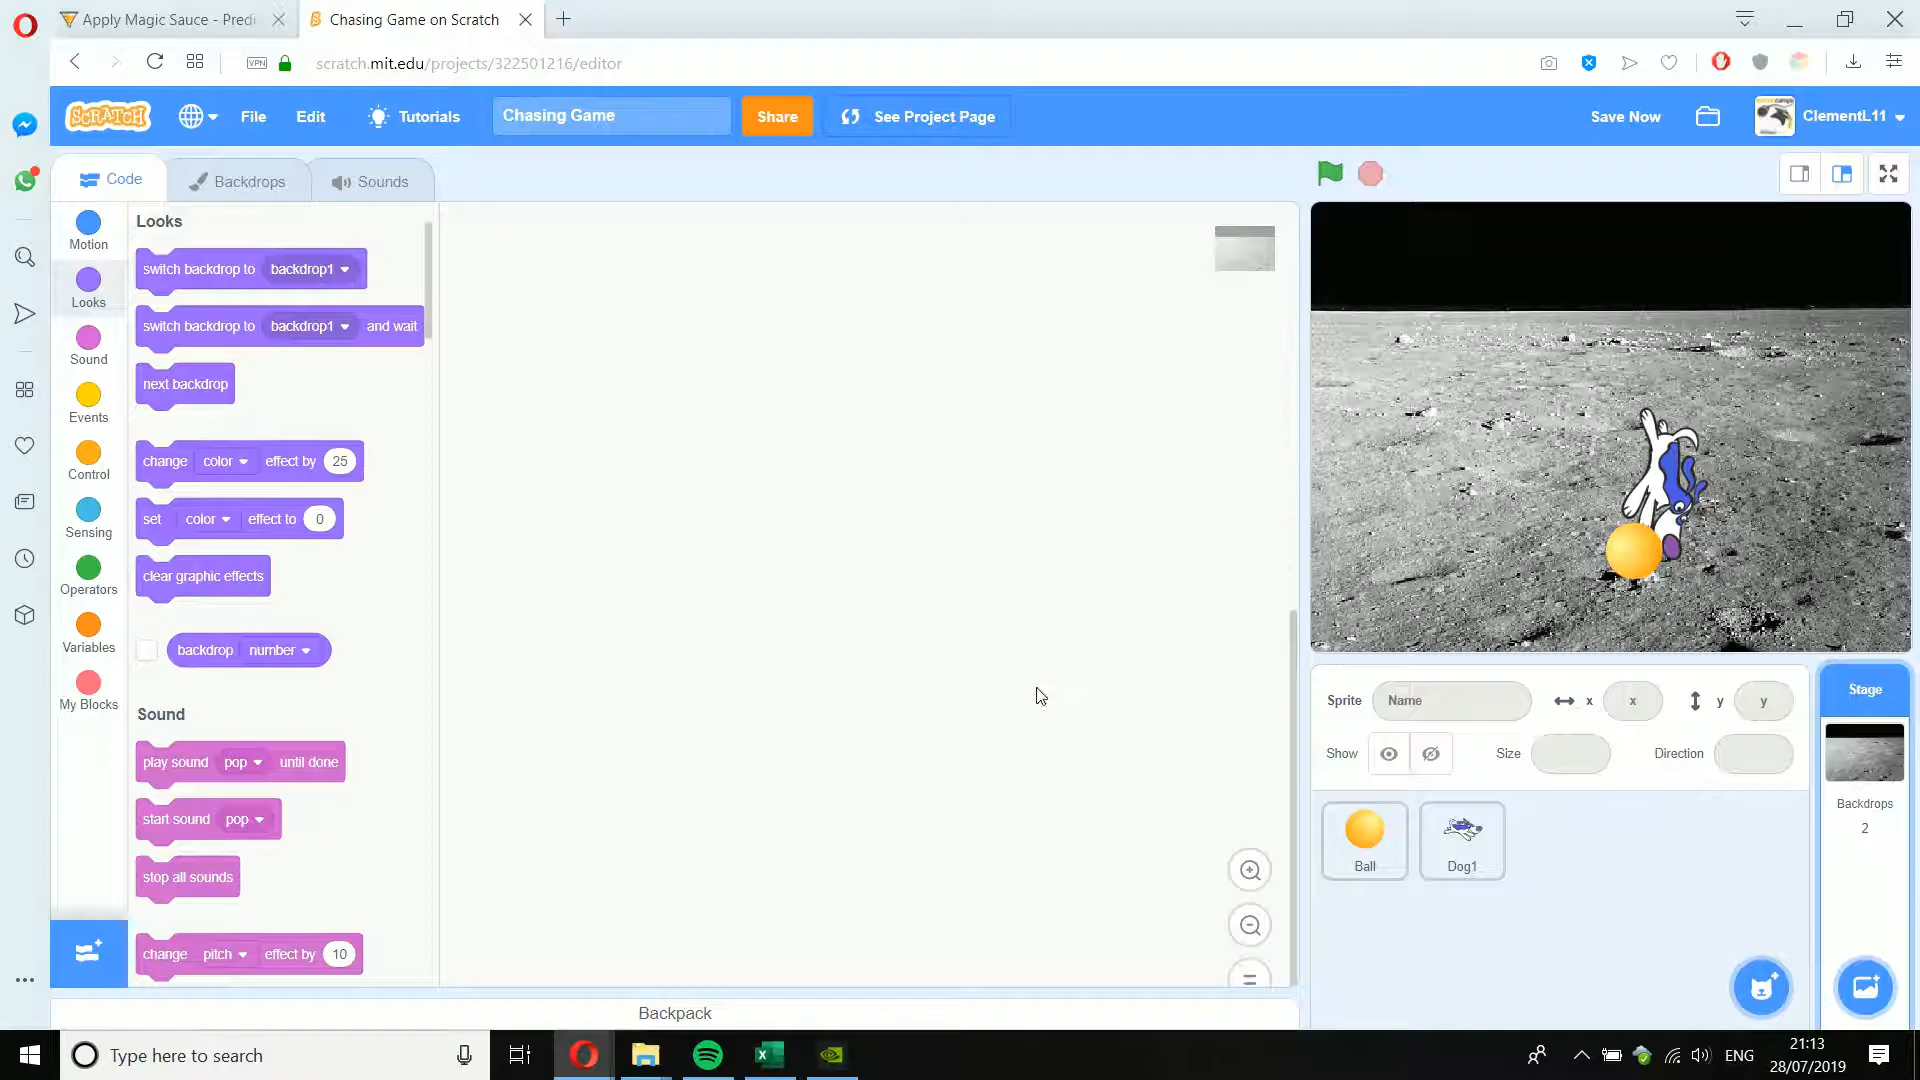 Apply Magic Sauce - Predi
Chasing Game on Scratch
VPN
scratch.mit.edu/projects/322501216/editor
SCRATCH
File
Edit
Tutorials
Chasing Game
Share
See Project Page
Save Now
ClementL11
Code
Backdrops
Sounds
Motion
Looks
Sound
Events
Control
Sensing
Operators
Variables
My Blocks
Looks
switch backdrop to backdrop1
switch backdrop to backdrop1 and wait
next backdrop
change color effect by 25
set color effect to 0
clear graphic effects
backdrop number
Sound
play sound pop until done
start sound pop
stop all sounds
change pitch effect by 10
Backpack
Sprite Name x x y y
Show Size Direction
Ball
Dog1
Stage
Backdrops
2
Type here to search
ENG
21:13
28/07/2019